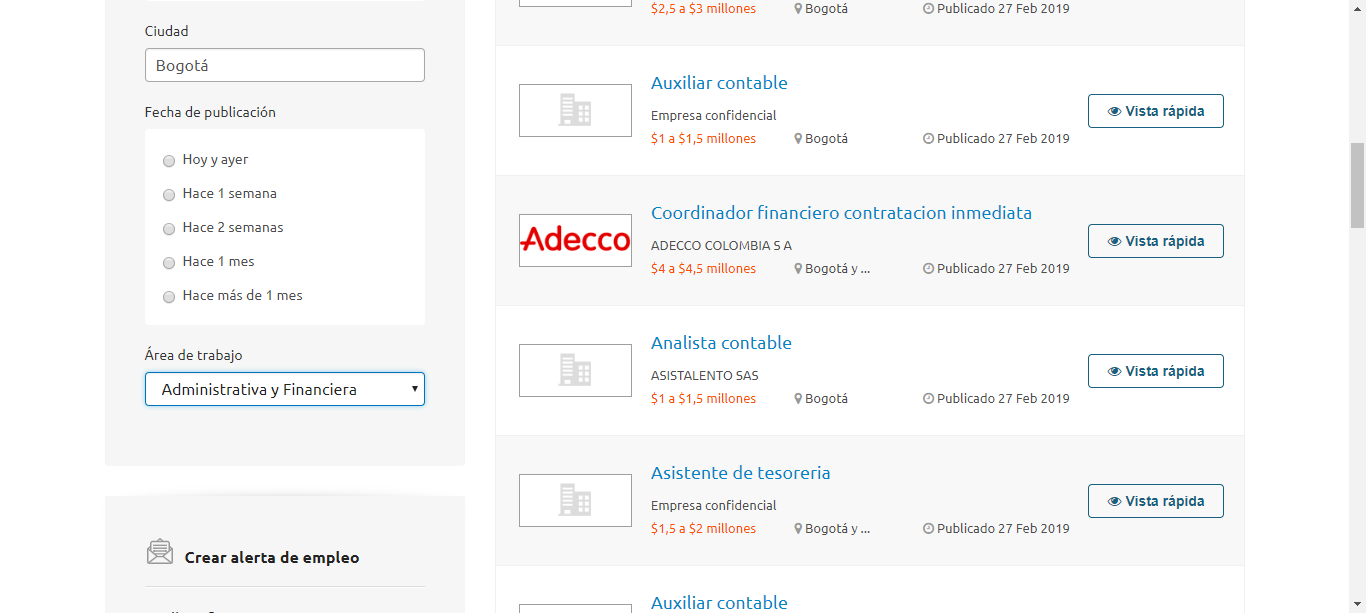 Ciudad
Bogotá
Fecha de publicación
Hoy y ayer
Hace 1 semana
Hace 2 semanas
Hace 1 mes
Hace más de 1 mes
Área de trabajo
Administrativa y Financiera
Crear alerta de empleo
$2,5 a $3 millones Bogotá Publicado 27 Feb 2019
Auxiliar contable
Empresa confidencial
$1 a $1,5 millones Bogotá Publicado 27 Feb 2019
Vista rápida
Adecco
Coordinador financiero contratacion inmediata
ADECCO COLOMBIA S A
$4 a $4,5 millones Bogotá y ... Publicado 27 Feb 2019
Vista rápida
Analista contable
ASISTALENTO SAS
$1 a $1,5 millones Bogotá Publicado 27 Feb 2019
Vista rápida
Asistente de tesoreria
Empresa confidencial
$1,5 a $2 millones Bogotá y ... Publicado 27 Feb 2019
Vista rápida
Auxiliar contable